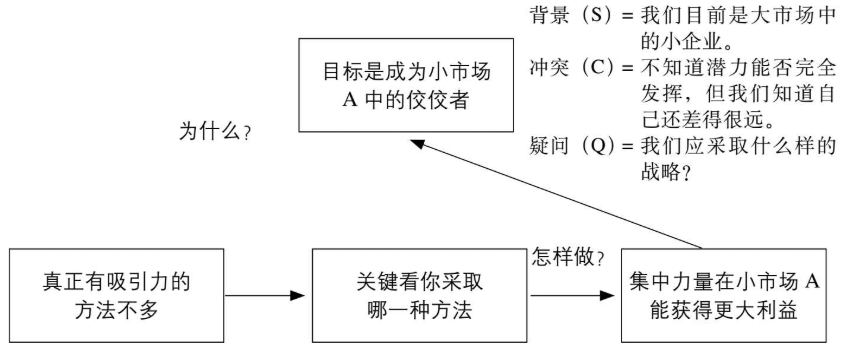 背景（S）= 我们目前是大市场中
的小企业。
冲突（C）= 不知道潜力能否完全
发挥，但我们知道自
己还差得很远。
疑问（Q）= 我们应采取什么样的
战略？
目标是成为小市场
A 中的佼佼者
为什么？
怎样做？
真正有吸引力的
方法不多
关键看你采取
哪一种方法
集中力量在小市场 A
能获得更大利益